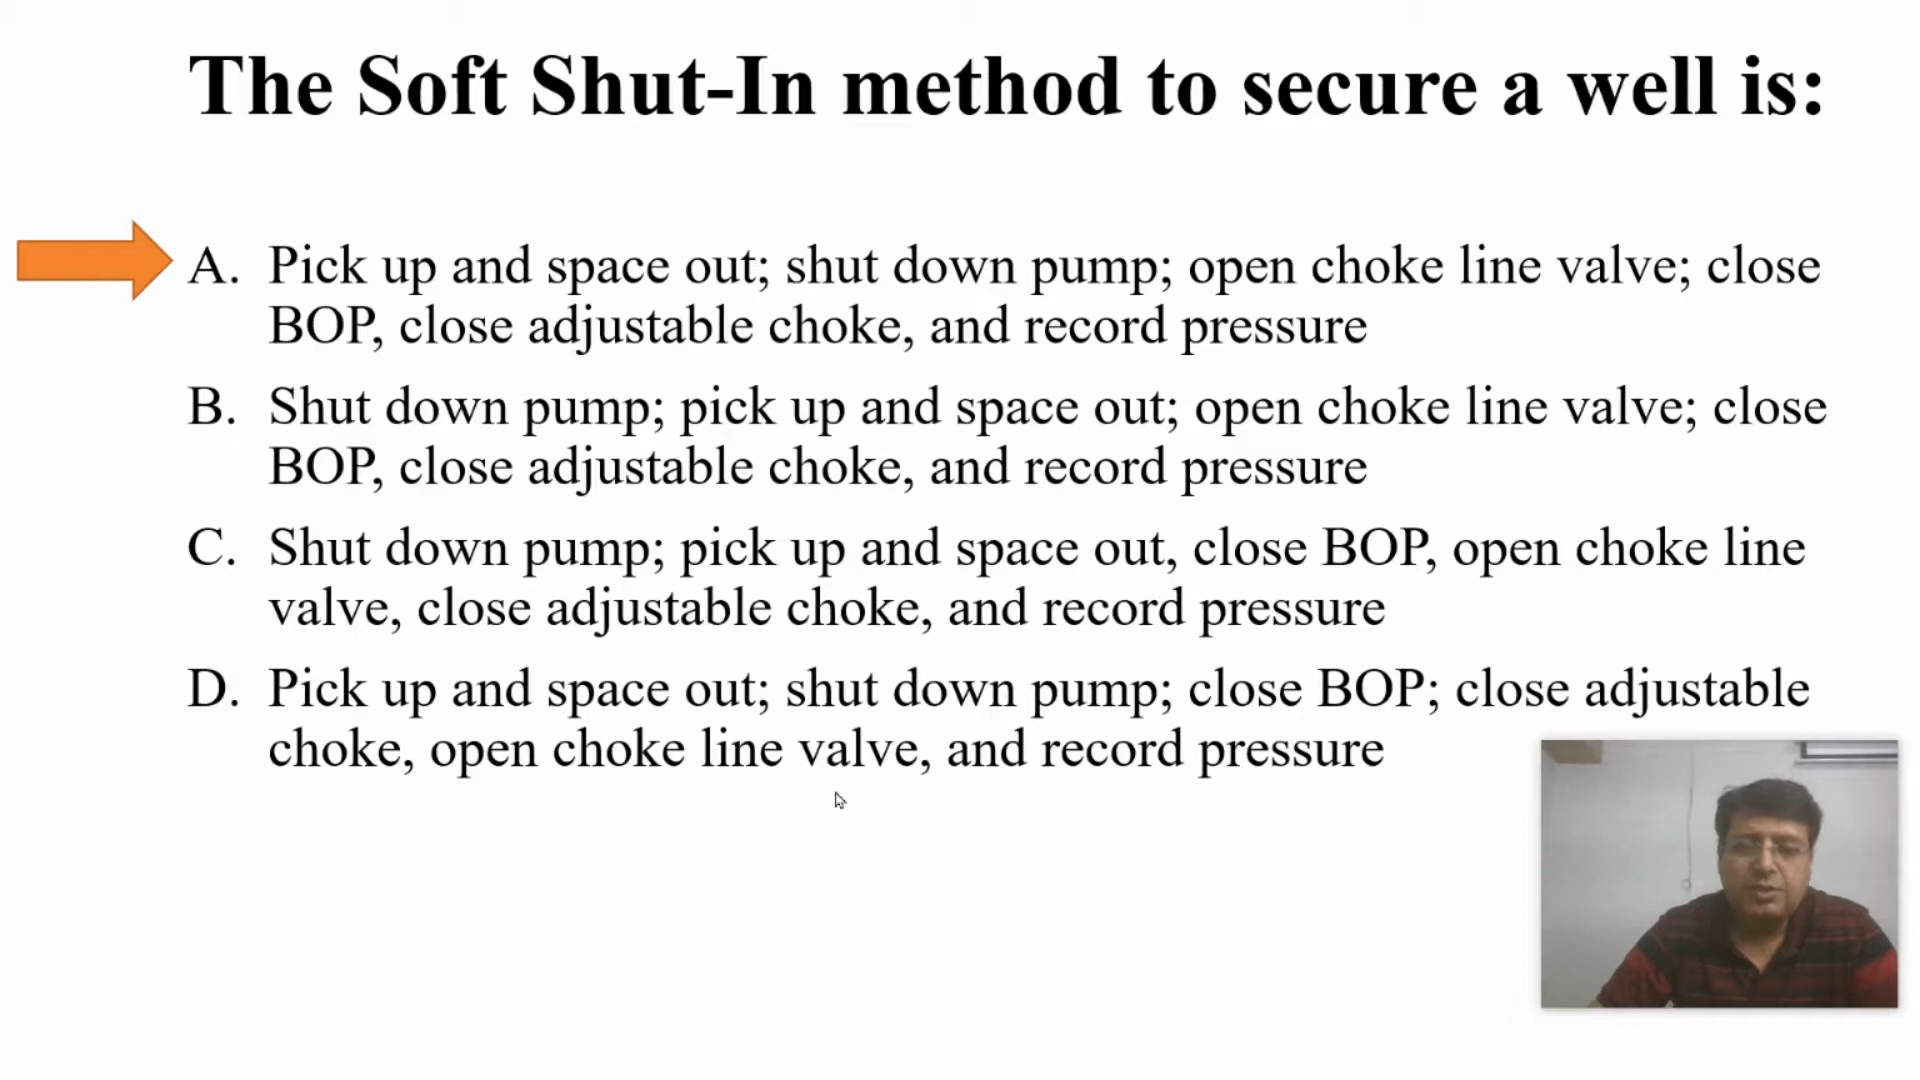 The Soft Shut-In method to secure a well is:
A. Pick up and space out; shut down pump; open choke line valve; close
BOP, close adjustable choke, and record pressure
B. Shut down pump; pick up and space out; open choke line valve; close
BOP, close adjustable choke, and record pressure
C. Shut down pump; pick up and space out, close BOP, open choke line
valve, close adjustable choke, and record pressure
D. Pick up and space out; shut down pump; close BOP; close adjustable
choke, open choke line valve, and record pressure